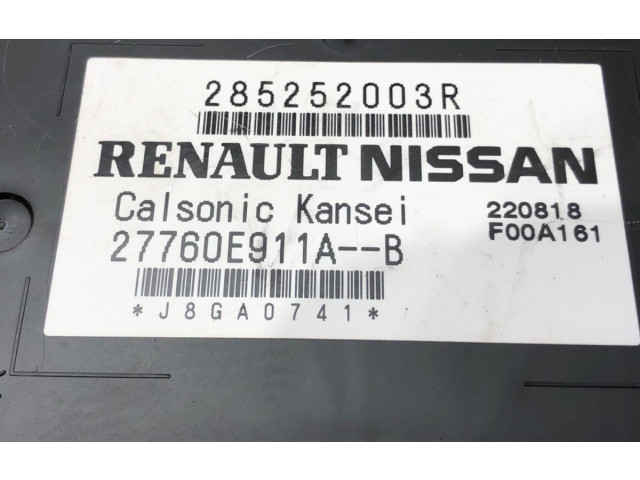 285252003R
RENAULT NISSAN
Calsonic Kansei 220818
27760E911A--B F00A161
*J8GA0741*